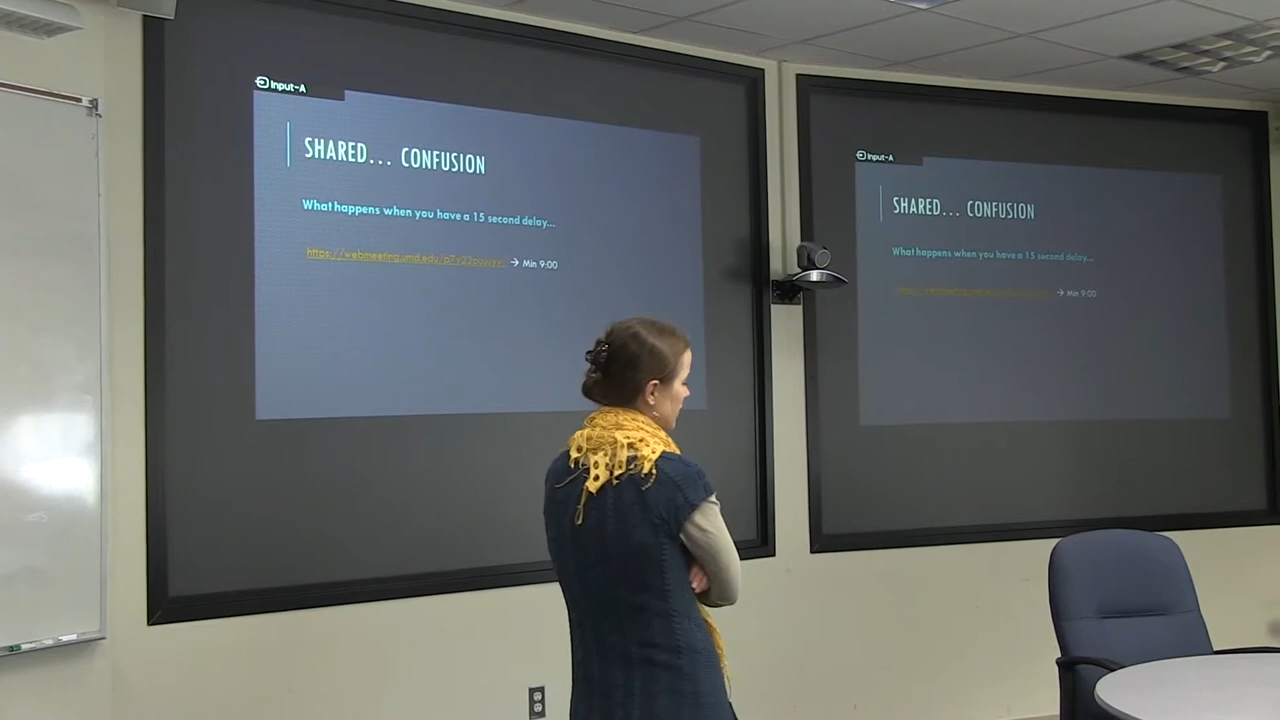 Input-A
SHARED... CONFUSION
What happens when you have a 15 second delay...
→ Min 9:00
Input-A
SHARED... CONFUSION
What happens when you have a 15 second delay...
→ Min 9:00